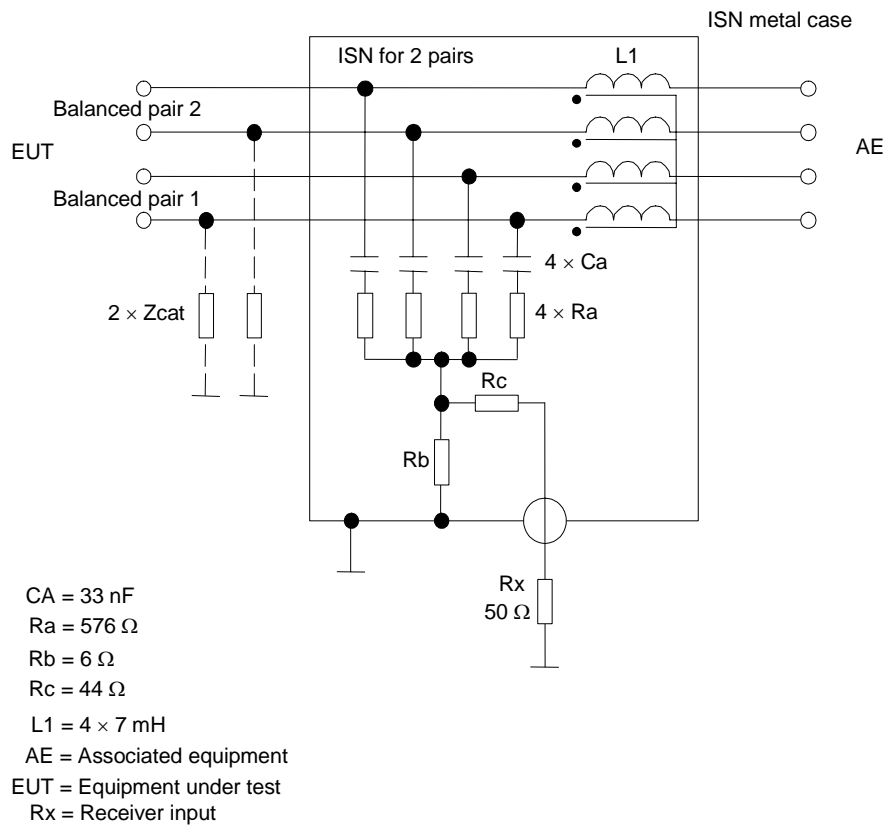 ISN metal case
ISN for 2 pairs
L1
Balanced pair 2
EUT
AE
Balanced pair 1
4 × Ca
2 × Zcat
4 × Ra
Rc
Rb
Rx
50 Ω
CA = 33 nF
Ra = 576 Ω
Rb = 6 Ω
Rc = 44 Ω
L1 = 4 × 7 mH
AE = Associated equipment
EUT = Equipment under test
Rx = Receiver input